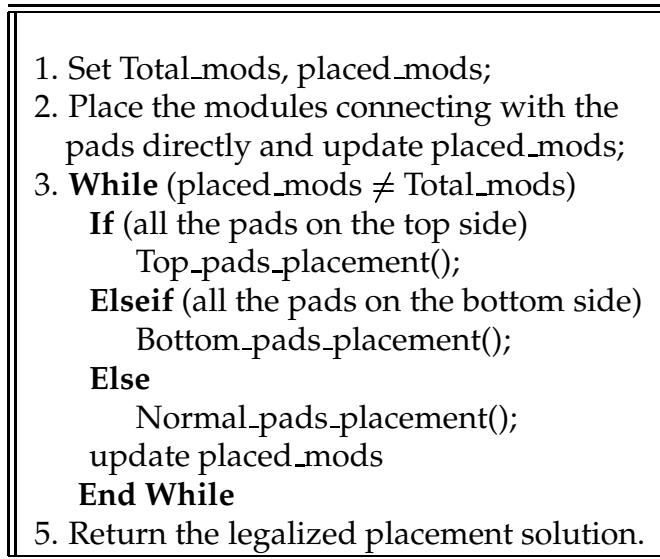 1. Set Total_mods, placed_mods;
2. Place the modules connecting with the
pads directly and update placed_mods;
3. While (placed_mods ≠ Total_mods)
If (all the pads on the top side)
Top_pads_placement();
Elseif (all the pads on the bottom side)
Bottom_pads_placement();
Else
Normal_pads_placement();
update placed_mods
End While
5. Return the legalized placement solution.